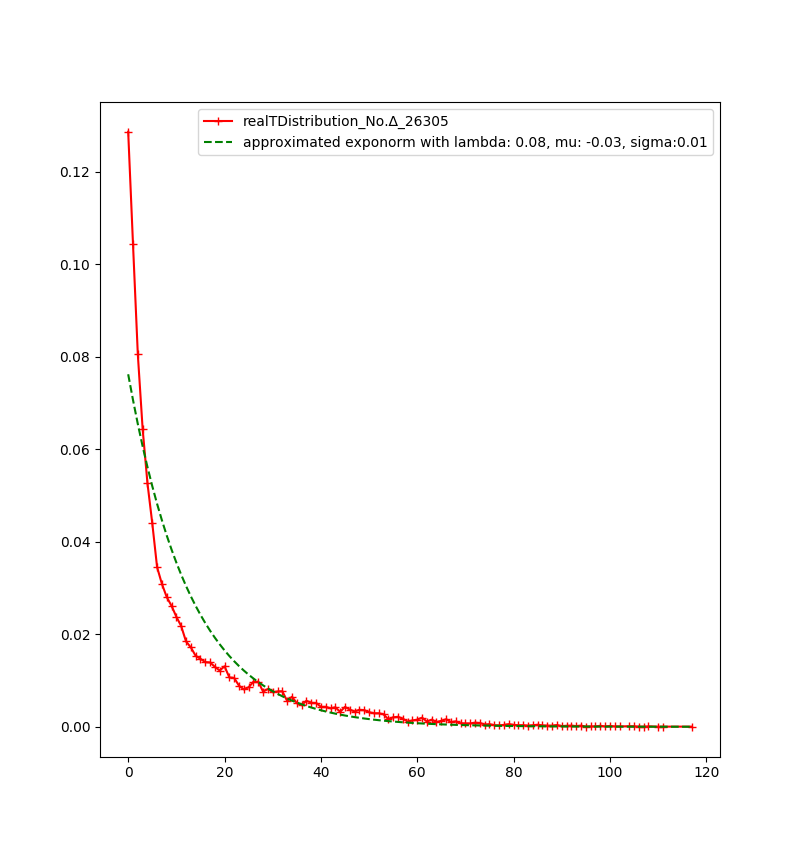 realTDistribution_No.Δ_26305
approximated exponorm with lambda: 0.08, mu: -0.03, sigma:0.01
0.12
0.10
0.08
0.06
0.04
0.02
0.00
0 20 40 60 80 100 120